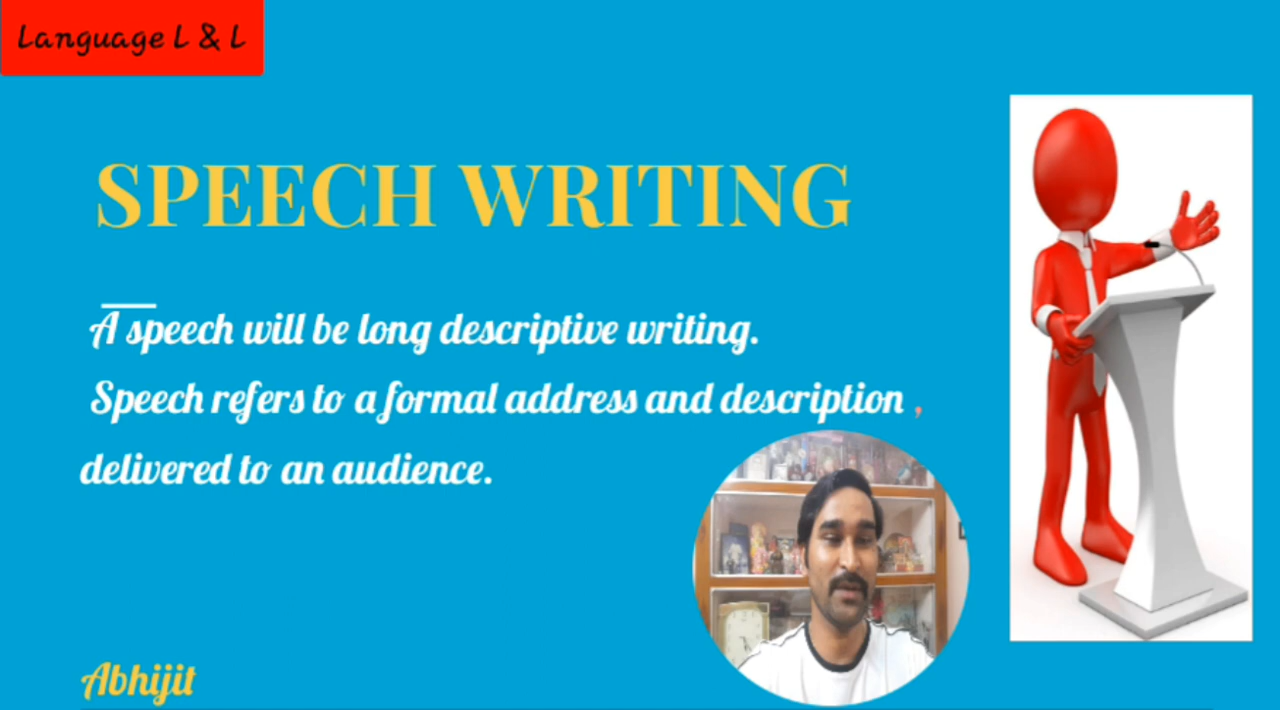 Language L & L
SPEECH WRITING
A speech will be long descriptive writing.
Speech refers to a formal address and description ,
delivered to an audience.
Abhijit